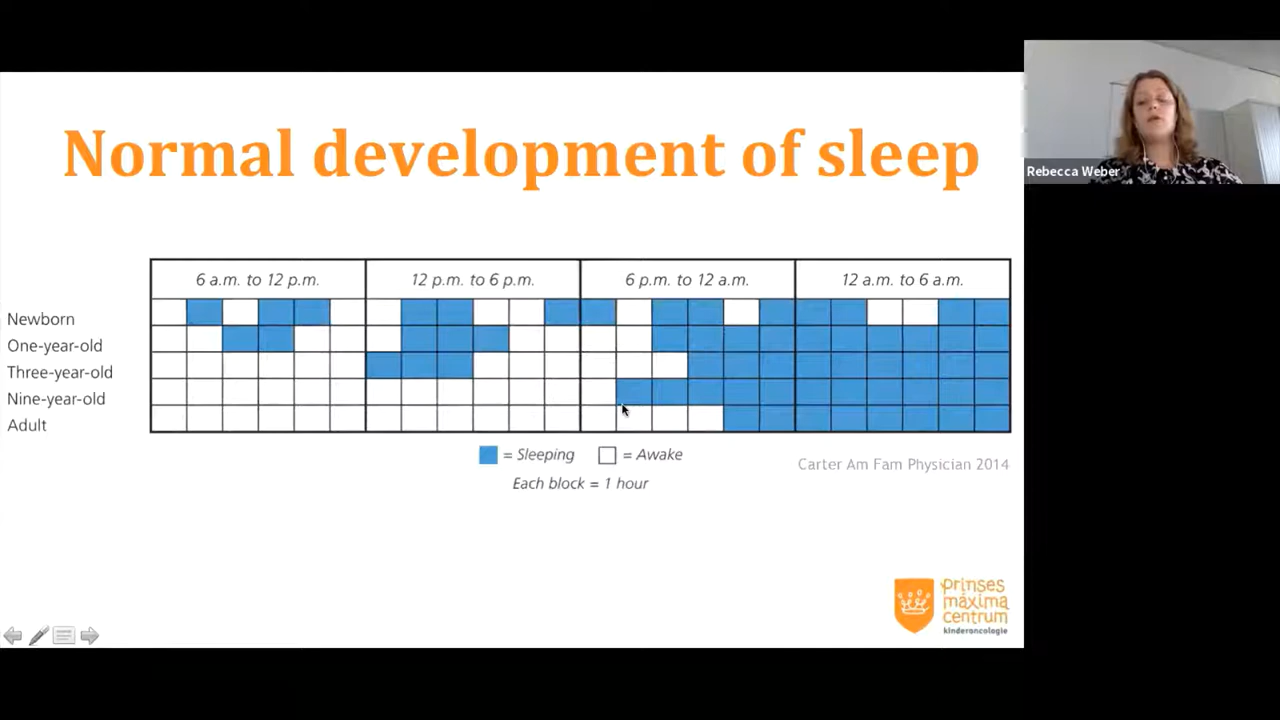 Normal development of sleep
Rebecca Weber
6 a.m. to 12 p.m. 12 p.m. to 6 p.m. 6 p.m. to 12 a.m. 12 a.m. to 6 a.m.
Newborn
One-year-old
Three-year-old
Nine-year-old
Adult
= Sleeping = Awake
Each block = 1 hour
Carter Am Fam Physician 2014
prinses
máxima
centrum
kinderoncologie